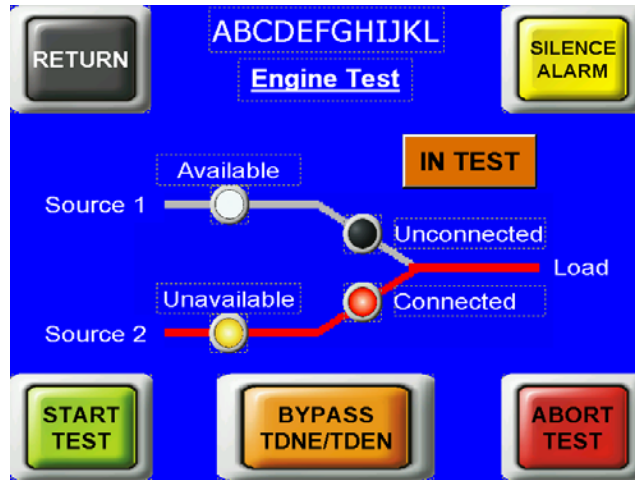 RETURN
ABCDEFGHIJKL
Engine Test
SILENCE
ALARM
IN TEST
Available
Source 1
Unconnected
Load
Unavailable
Connected
Source 2
START
TEST
BYPASS
TDNE/TDEN
ABORT
TEST